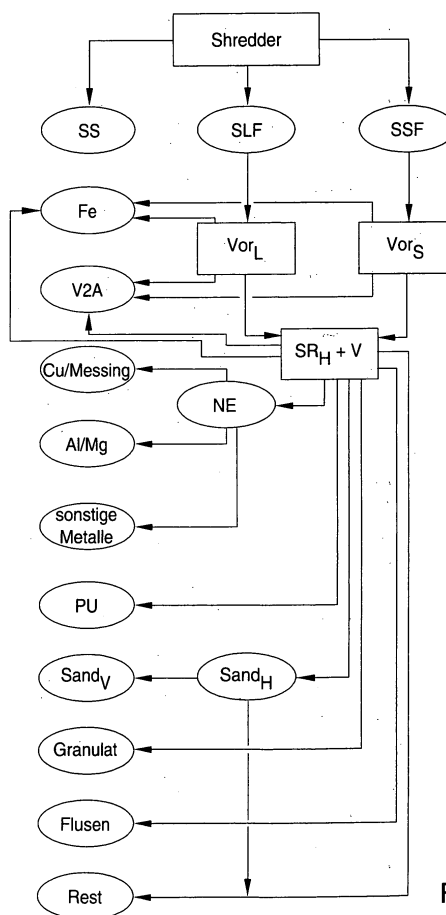 Shredder
SS
SLF
SSF
Fe
Vor_L
Vor_S
V2A
SR_H + V
Cu/Messing
NE
Al/Mg
sonstige
Metalle
PU
Sand_V
Sand_H
Granulat
Flusen
Rest
F